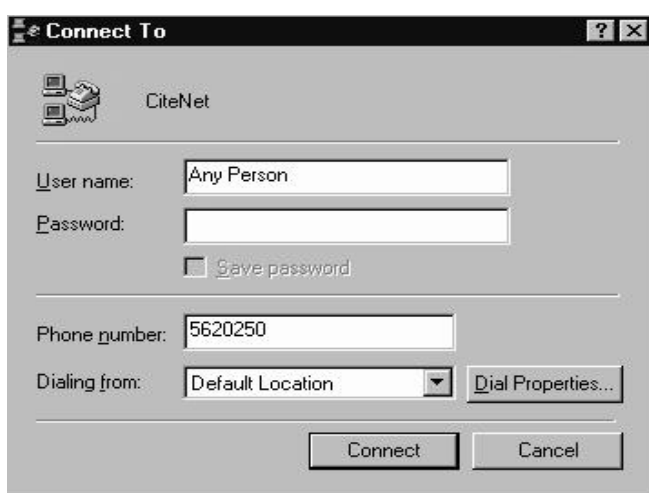 Connect To
CiteNet
User name: Any Person
Password:
Save password
Phone number: 5620250
Dialing from: Default Location Dial Properties...
Connect Cancel